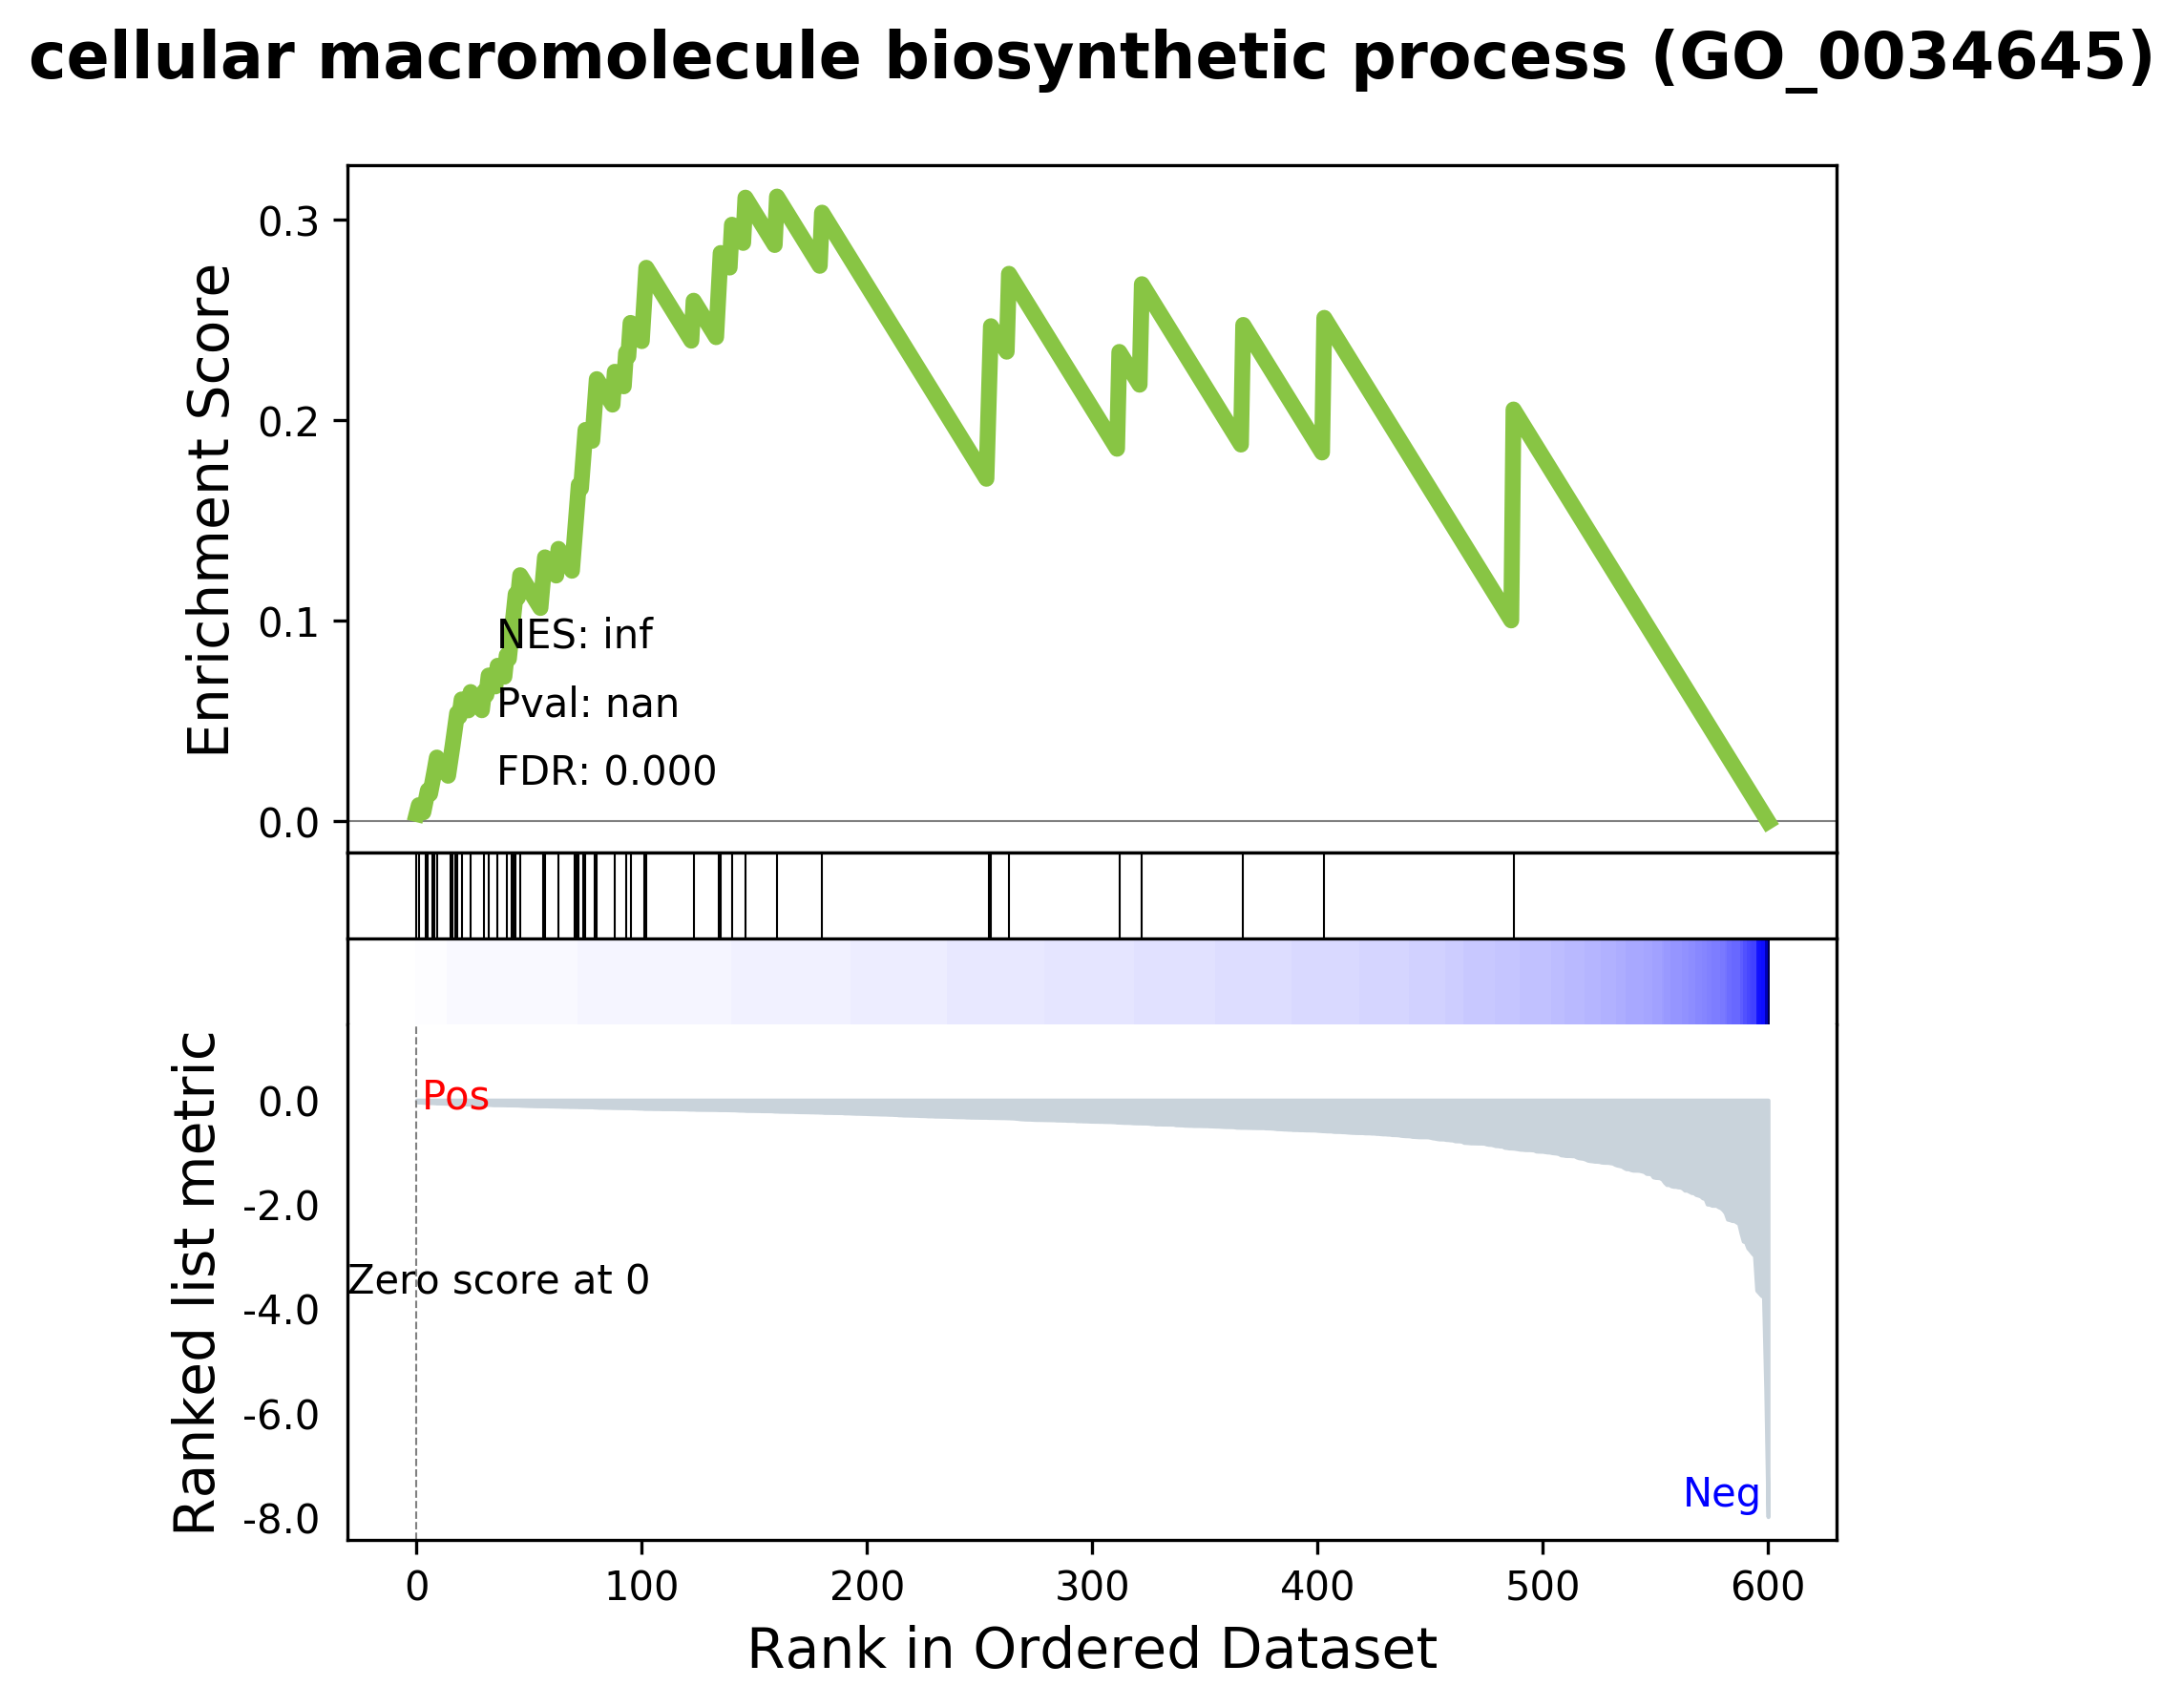 cellular macromolecule biosynthetic process (GO_0034645)
Enrichment Score
0.3
0.2
0.1
0.0
NES: inf
Pval: nan
FDR: 0.000
Ranked list metric
0.0
-2.0
-4.0
-6.0
-8.0
Pos
Zero score at 0
Neg
0 100 200 300 400 500 600
Rank in Ordered Dataset